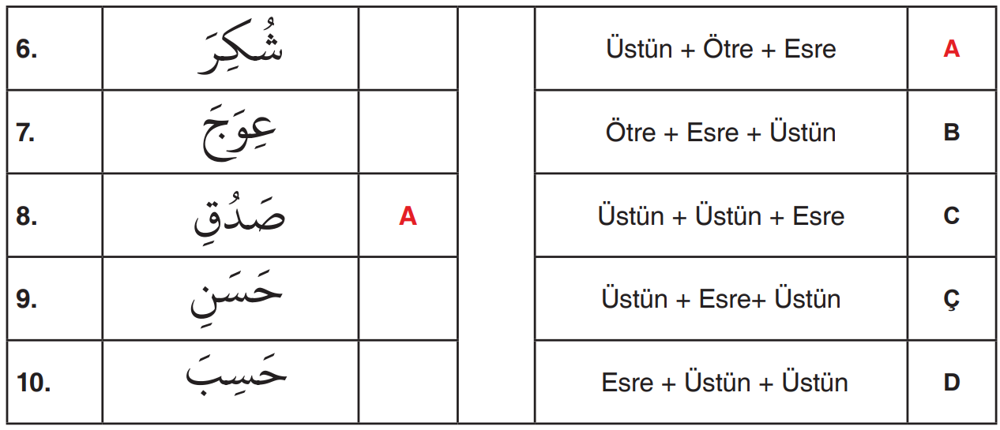 6. شُكِرَ Üstün + Ötre + Esre A
7. عِوَجَ Ötre + Esre + Üstün B
8. صَدُقِ A Üstün + Üstün + Esre C
9. حَسَنِ Üstün + Esre+ Üstün Ç
10. حَسِبَ Esre + Üstün + Üstün D